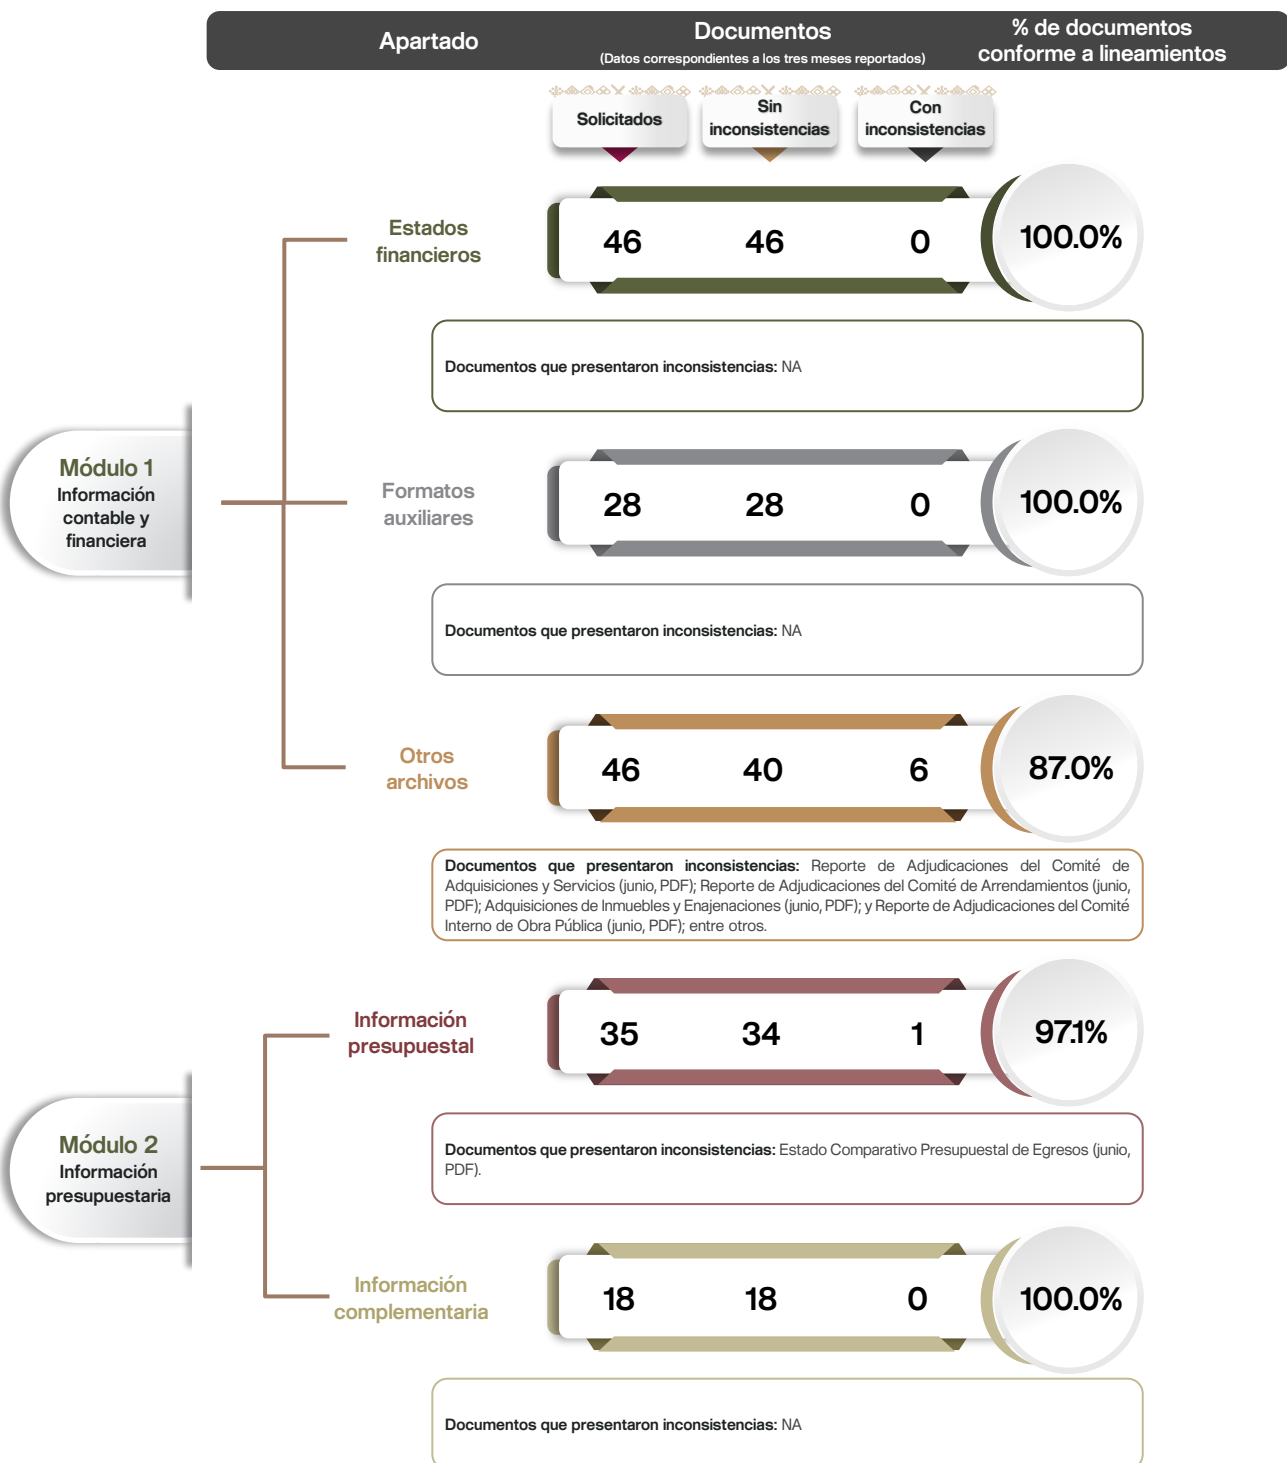 Apartado
Documentos
(Datos correspondientes a los tres meses reportados)
% de documentos
conforme a lineamientos
Solicitados
Sin
inconsistencias
Con
inconsistencias
Módulo 1
Información
contable y
financiera
Estados
financieros
46 46 0 100.0%
Documentos que presentaron inconsistencias: NA
Formatos
auxiliares
28 28 0 100.0%
Documentos que presentaron inconsistencias: NA
Otros
archivos
46 40 6 87.0%
Documentos que presentaron inconsistencias: Reporte de Adjudicaciones del Comité de
Adquisiciones y Servicios (junio, PDF); Reporte de Adjudicaciones del Comité de Arrendamientos (junio,
PDF); Adquisiciones de Inmuebles y Enajenaciones (junio, PDF); y Reporte de Adjudicaciones del Comité
Interno de Obra Pública (junio, PDF); entre otros.
Módulo 2
Información
presupuestaria
Información
presupuestal
35 34 1 97.1%
Documentos que presentaron inconsistencias: Estado Comparativo Presupuestal de Egresos (junio,
PDF).
Información
complementaria
18 18 0 100.0%
Documentos que presentaron inconsistencias: NA